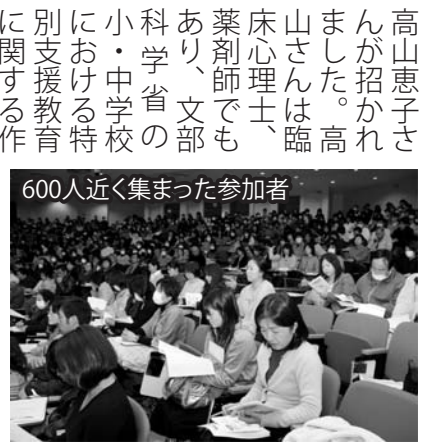 高山恵子さ
んが招かれ
ました。高
山さんは臨
床心理士、
薬剤師でも
あり、文部
科学省の
小・中学校
における特
別支援教育
に関する作
600人近く集まった参加者